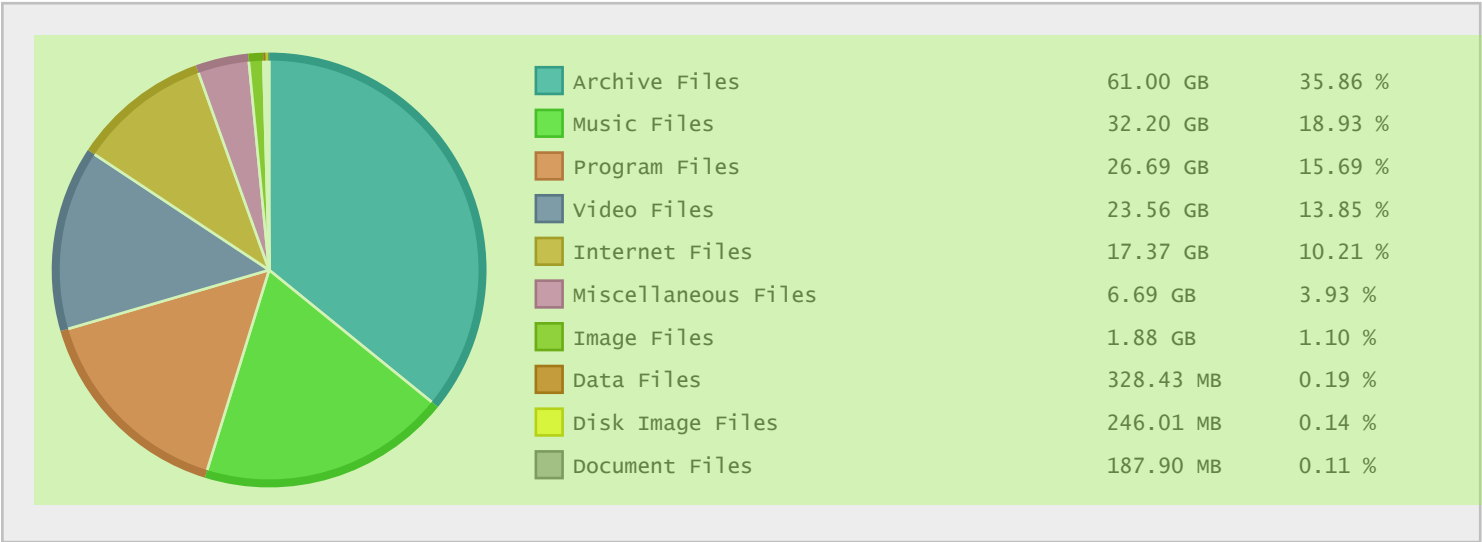 Archive Files 61.00 GB 35.86 %
Music Files 32.20 GB 18.93 %
Program Files 26.69 GB 15.69 %
Video Files 23.56 GB 13.85 %
Internet Files 17.37 GB 10.21 %
Miscellaneous Files 6.69 GB 3.93 %
Image Files 1.88 GB 1.10 %
Data Files 328.43 MB 0.19 %
Disk Image Files 246.01 MB 0.14 %
Document Files 187.90 MB 0.11 %